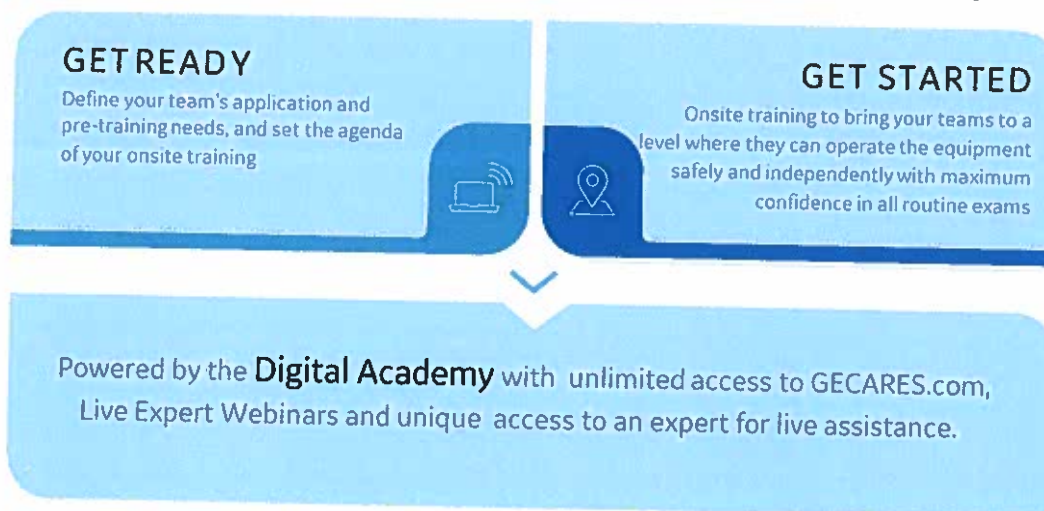 GET READY
Define your team's application and
pre-training needs, and set the agenda
of your onsite training
GET STARTED
Onsite training to bring your teams to a
level where they can operate the equipment
safely and independently with maximum
confidence in all routine exams
Powered by the Digital Academy with unlimited access to GECARES.com,
Live Expert Webinars and unique access to an expert for live assistance.